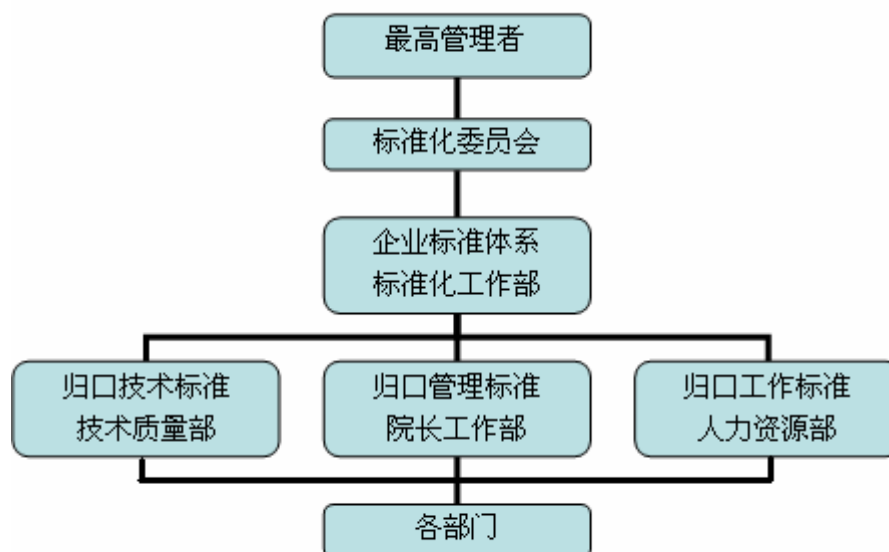 最高管理者
标准化委员会
企业标准体系
标准化工作部
归口技术标准
技术质量部
归口管理标准
院长工作部
归口工作标准
人力资源部
各部门